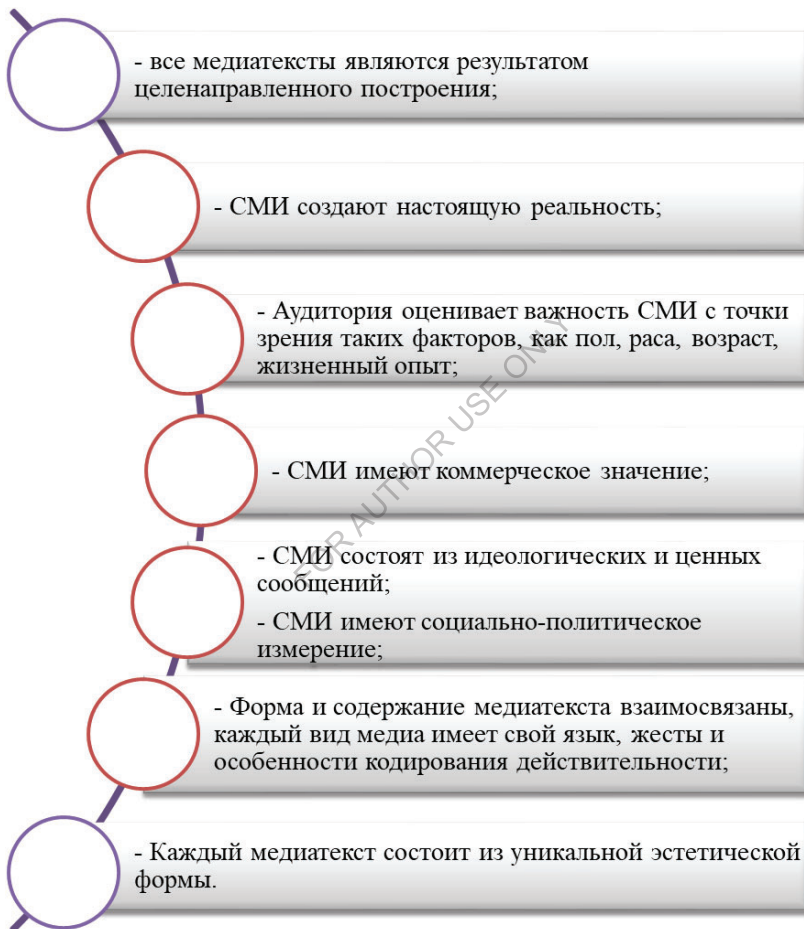 - все медиатексты являются результатом
целенаправленного построения;
- СМИ создают настоящую реальность;
- Аудитория оценивает важность СМИ с точки
зрения таких факторов, как пол, раса, возраст,
жизненный опыт;
- СМИ имеют коммерческое значение;
- СМИ состоят из идеологических и ценных
сообщений;
- СМИ имеют социально-политическое
измерение;
- Форма и содержание медиатекста взаимосвязаны,
каждый вид медиа имеет свой язык, жесты и
особенности кодирования действительности;
- Каждый медиатекст состоит из уникальной эстетической
формы.
FOR AUTHOR USE ONLY